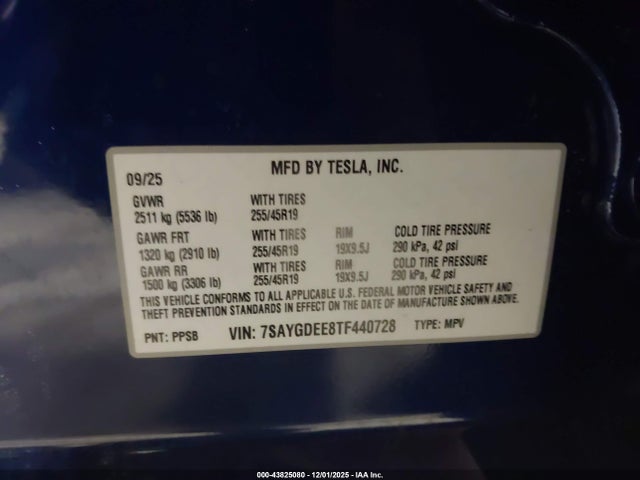 MFD BY TESLA, INC.
09/25
GVWR WITH TIRES
2511 kg (5536 lb) 255/45R19
GAWR FRT WITH TIRES RIM COLD TIRE PRESSURE
1320 kg (2910 lb) 255/45R19 19X9.5J 290 kPa, 42 psi
GAWR RR WITH TIRES RIM COLD TIRE PRESSURE
1500 kg (3306 lb) 255/45R19 19X9.5J 290 kPa, 42 psi
THIS VEHICLE CONFORMS TO ALL APPLICABLE U.S. FEDERAL MOTOR VEHICLE SAFETY AND
THEFT PREVENTION STANDARDS IN EFFECT ON THE DATE OF MANUFACTURE SHOWN ABOVE.
PNT: PPSB VIN: 7SAYGDEE8TF440728 TYPE: MPV
000-43825080 - 12/01/2025 - IAA Inc.